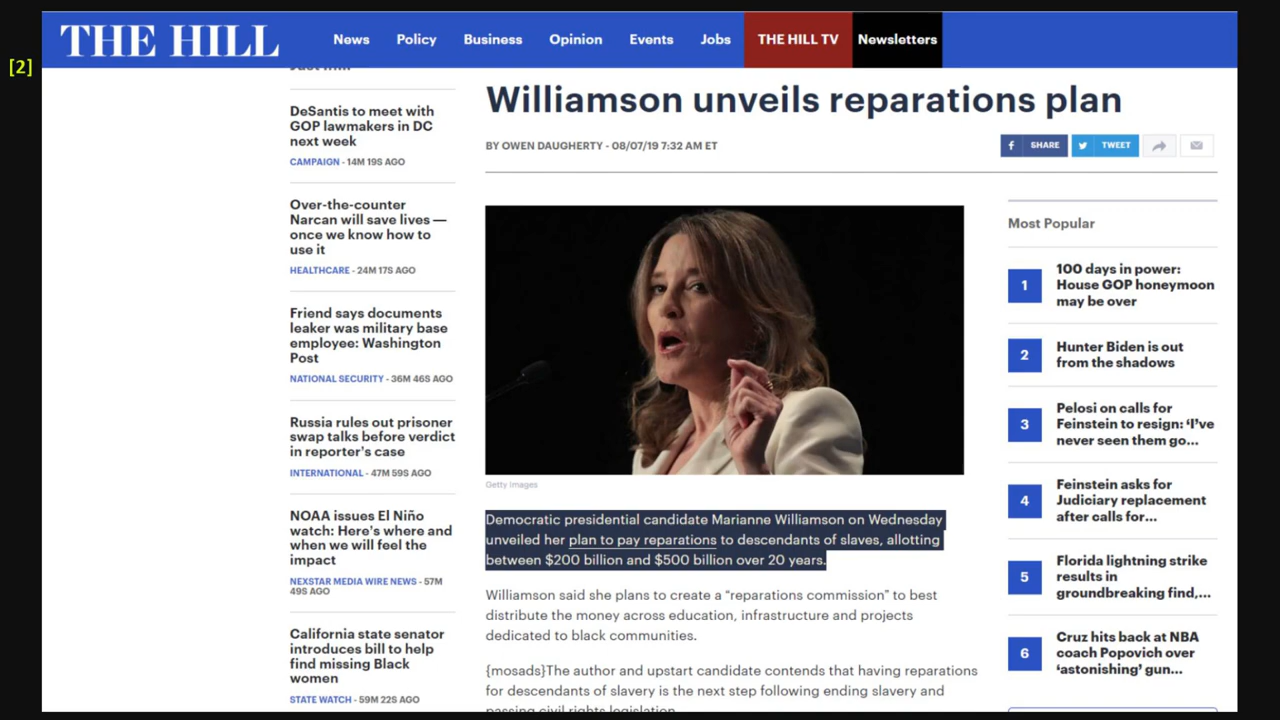 THE HILL
News
Policy
Business
Opinion
Events
Jobs
THE HILL TV
Newsletters
[2]
DeSantis to meet with
GOP lawmakers in DC
next week
CAMPAIGN - 14M 19S AGO
Over-the-counter
Narcan will save lives —
once we know how to
use it
HEALTHCARE - 24M 17S AGO
Friend says documents
leaker was military base
employee: Washington
Post
NATIONAL SECURITY - 36M 46S AGO
Russia rules out prisoner
swap talks before verdict
in reporter's case
INTERNATIONAL - 47M 59S AGO
NOAA issues El Niño
watch: Here's where and
when we will feel the
impact
NEXSTAR MEDIA WIRE NEWS - 57M
49S AGO
California state senator
introduces bill to help
find missing Black
women
STATE WATCH - 59M 22S AGO
Williamson unveils reparations plan
BY OWEN DAUGHERTY - 08/07/19 7:32 AM ET
SHARE
TWEET
Getty Images
Democratic presidential candidate Marianne Williamson on Wednesday
unveiled her plan to pay reparations to descendants of slaves, allotting
between $200 billion and $500 billion over 20 years.
Williamson said she plans to create a “reparations commission” to best
distribute the money across education, infrastructure and projects
dedicated to black communities.
{mosads}The author and upstart candidate contends that having reparations
for descendants of slavery is the next step following ending slavery and
passing civil rights legislation.
Most Popular
1
100 days in power:
House GOP honeymoon
may be over
2
Hunter Biden is out
from the shadows
3
Pelosi on calls for
Feinstein to resign: ‘I’ve
never seen them go...
4
Feinstein asks for
Judiciary replacement
after calls for...
5
Florida lightning strike
results in
groundbreaking find,...
6
Cruz hits back at NBA
coach Popovich over
‘astonishing’ gun...